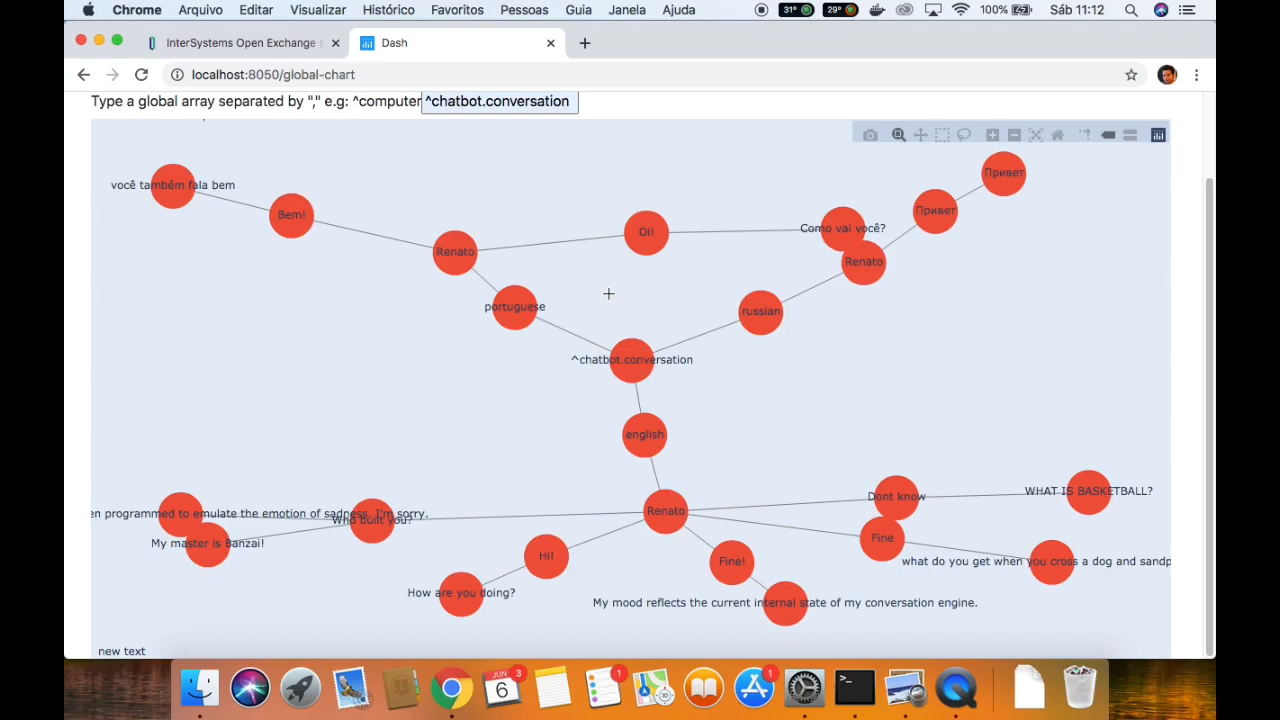 Chrome Arquivo Editar Visualizar Histórico Favoritos Pessoas Guia Janela Ajuda 31° 29° 100% Sáb 11:12
InterSystems Open Exchange Dash
localhost:8050/global-chart
Type a global array separated by "," e.g: ^computer ^chatbot.conversation
Привет
você também fala bem
Bem!
Привет
Oi!
Como vai você?
Renato
Renato
portuguese
russian
^chatbot.conversation
english
WHAT IS BASKETBALL?
Dont know
Renato
en programmed to emulate the emotion of sadness. I'm sorry.
Who built you?
My master is Banzai!
Fine
Hi!
Fine!
what do you get when you cross a dog and sandp
How are you doing?
My mood reflects the current internal state of my conversation engine.
new text
JUN 6 3 1 3D 1